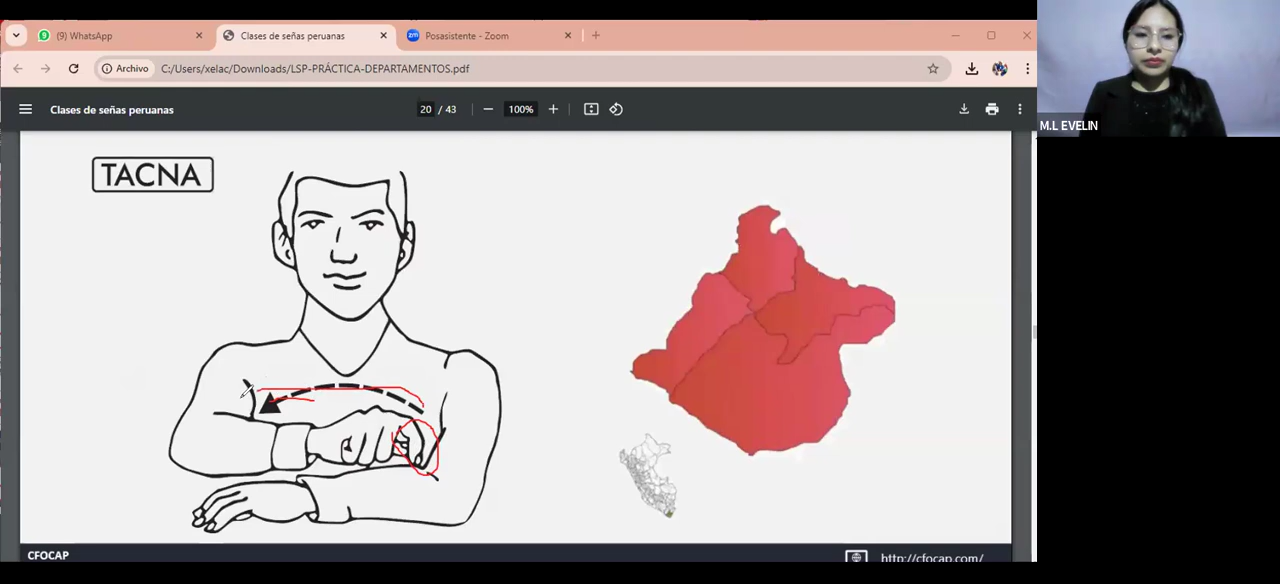 (9) WhatsApp
Clases de señas peruanas
Posasistente - Zoom
Archivo
C:/Users/xelac/Downloads/LSP-PRÁCTICA-DEPARTAMENTOS.pdf
Clases de señas peruanas
20 / 43
100%
M.L EVELIN
TACNA
CFOCAP
http://cfocap.com/